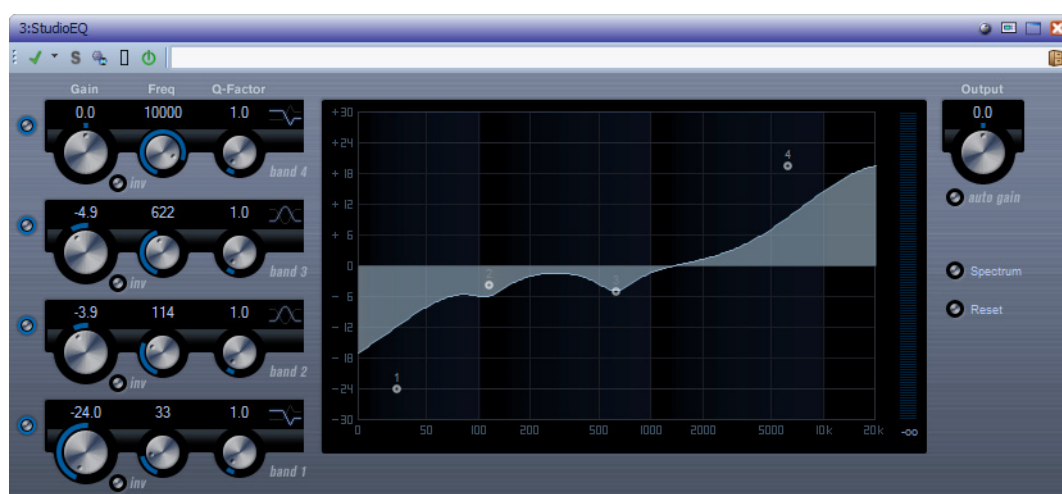 3:StudioEQ
S
Gain Freq Q-Factor
0.0 10000 1.0
inv
band 4
-4.9 622 1.0
inv
band 3
-3.9 114 1.0
inv
band 2
-24.0 33 1.0
inv
band 1
+30
+24
+18
+12
+6
0
-6
-12
-18
-24
-30
1
2
3
4
0 50 100 200 500 1000 2000 5000 10k 20k
-∞
Output
0.0
auto gain
Spectrum
Reset